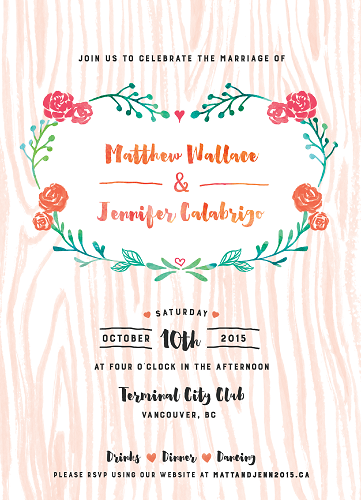 JOIN US TO CELEBRATE THE MARRIAGE OF
Matthew Wallace
&
Jennifer Calabrigo
SATURDAY
OCTOBER 10th 2015
AT FOUR O'CLOCK IN THE AFTERNOON
Terminal City Club
VANCOUVER, BC
Drinks Dinner Dancing
PLEASE RSVP USING OUR WEBSITE AT MATTANDJENN2015.CA